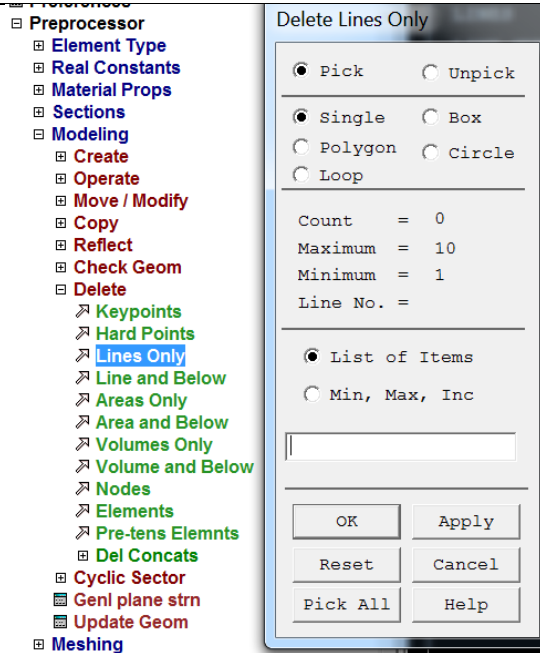 Preferences
Preprocessor
Element Type
Real Constants
Material Props
Sections
Modeling
Create
Operate
Move / Modify
Copy
Reflect
Check Geom
Delete
Keypoints
Hard Points
Lines Only
Line and Below
Areas Only
Area and Below
Volumes Only
Volume and Below
Nodes
Elements
Pre-tens Elemnts
Del Concats
Cyclic Sector
Genl plane strn
Update Geom
Meshing
Delete Lines Only
Pick Unpick
Single Box
Polygon Circle
Loop
Count = 0
Maximum = 10
Minimum = 1
Line No. =
List of Items
Min, Max, Inc
OK Apply
Reset Cancel
Pick All Help